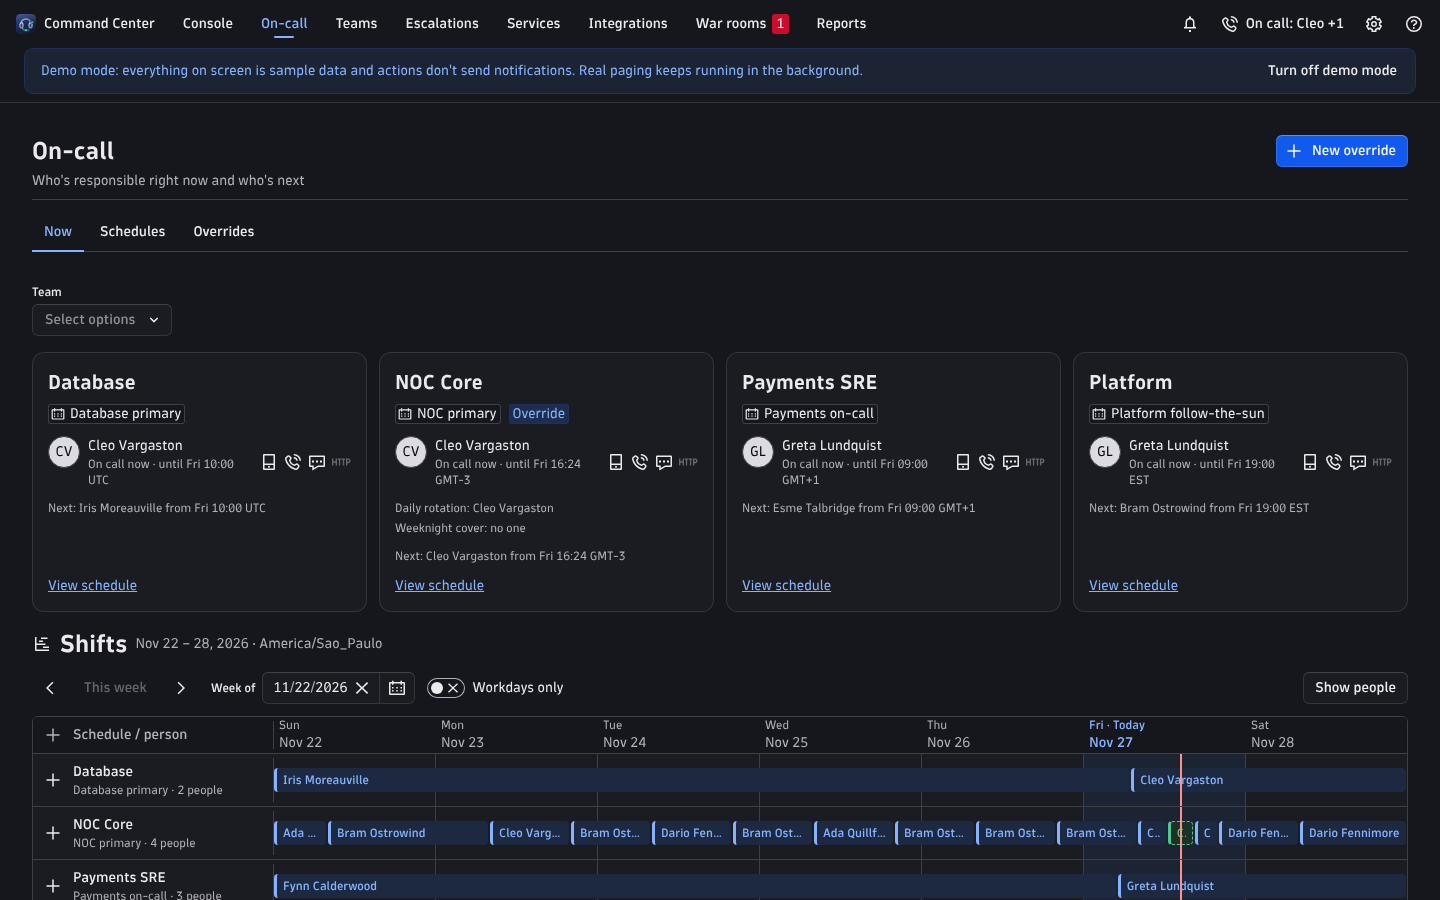 Command Center
Console
On-call
Teams
Escalations
Services
Integrations
War rooms 1
Reports
On call: Cleo +1
Demo mode: everything on screen is sample data and actions don't send notifications. Real paging keeps running in the background.
Turn off demo mode
On-call
New override
Who's responsible right now and who's next
Now
Schedules
Overrides
Team
Select options
Database
Database primary
CV
Cleo Vargaston
On call now · until Fri 10:00
UTC
HTTP
Next: Iris Moreauville from Fri 10:00 UTC
View schedule
NOC Core
NOC primary
Override
CV
Cleo Vargaston
On call now · until Fri 16:24
GMT-3
HTTP
Daily rotation: Cleo Vargaston
Weeknight cover: no one
Next: Cleo Vargaston from Fri 16:24 GMT-3
View schedule
Payments SRE
Payments on-call
GL
Greta Lundquist
On call now · until Fri 09:00
GMT+1
HTTP
Next: Esme Talbridge from Fri 09:00 GMT+1
View schedule
Platform
Platform follow-the-sun
GL
Greta Lundquist
On call now · until Fri 19:00
EST
HTTP
Next: Bram Ostrowind from Fri 19:00 EST
View schedule
Shifts
Nov 22 – 28, 2026 · America/Sao_Paulo
This week
Week of
11/22/2026
Workdays only
Show people
Schedule / person
Sun
Nov 22
Mon
Nov 23
Tue
Nov 24
Wed
Nov 25
Thu
Nov 26
Fri · Today
Nov 27
Sat
Nov 28
Database
Database primary · 2 people
Iris Moreauville
Cleo Vargaston
NOC Core
NOC primary · 4 people
Ada ...
Bram Ostrowind
Cleo Varg...
Bram Ost...
Dario Fen...
Bram Ost...
Ada Quillf...
Bram Ost...
Bram Ost...
Bram Ost...
C..
C
Dario Fen...
Dario Fennimore
Payments SRE
Payments on-call · 3 people
Fynn Calderwood
Greta Lundquist